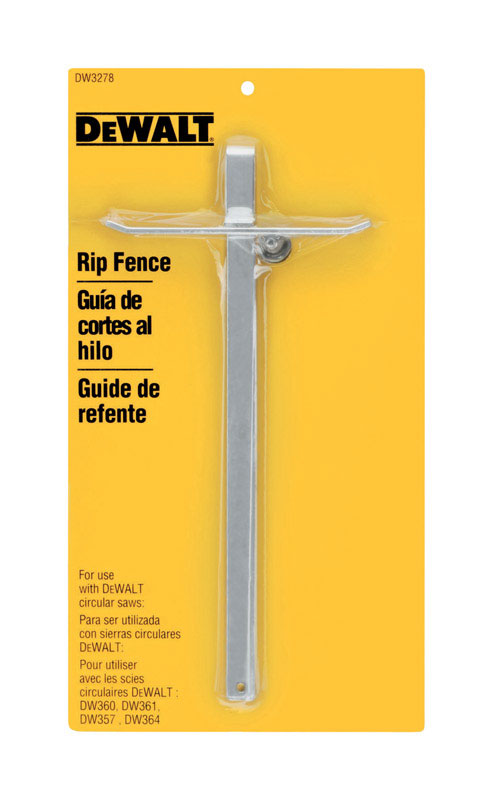 DW3278
DEWALT
Rip Fence
Guía de
cortes al
hilo
Guide de
refente
For use
with DEWALT
circular saws:
Para ser utilizada
con sierras circulares
DEWALT:
Pour utiliser
avec les scies
circulaires DEWALT :
DW360, DW361,
DW357 , DW364